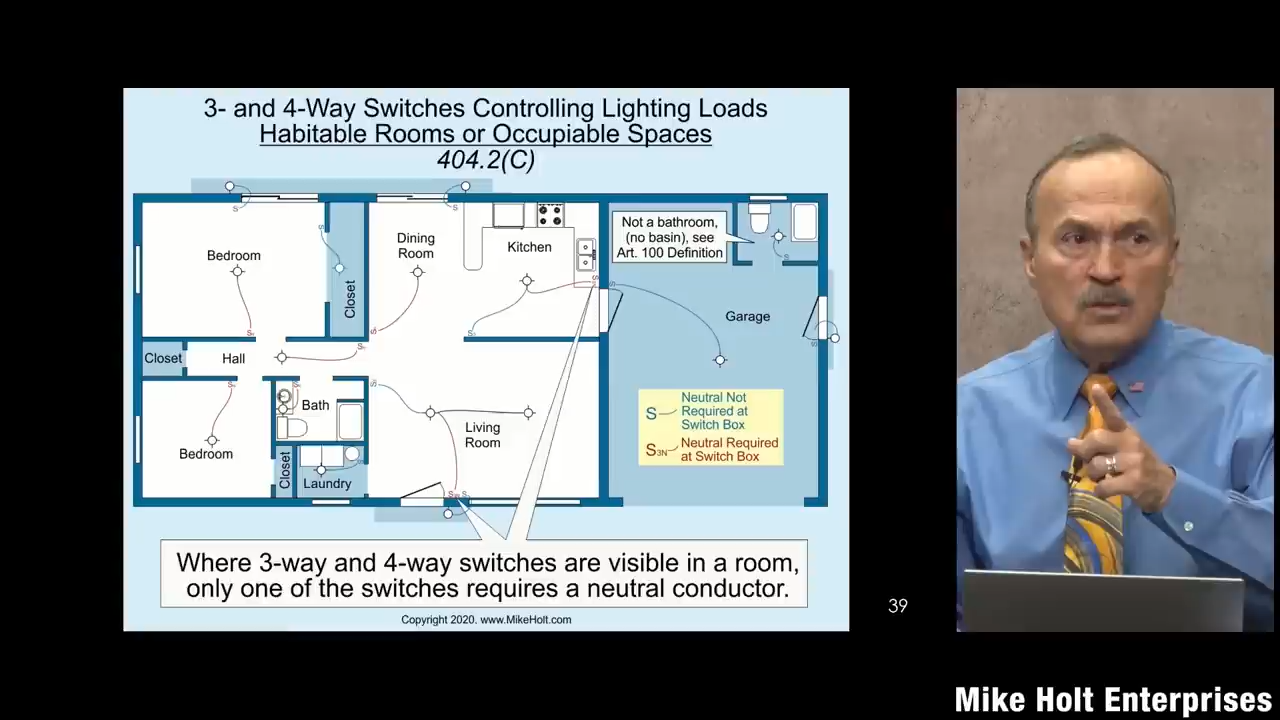 3- and 4-Way Switches Controlling Lighting Loads
Habitable Rooms or Occupiable Spaces
404.2(C)
Bedroom
Closet
Dining
Room
Kitchen
Not a bathroom,
(no basin), see
Art. 100 Definition
Garage
Closet
Hall
Bath
Bedroom
Closet
Laundry
Living
Room
S Neutral Not
Required at
Switch Box
S3N Neutral Required
at Switch Box
Where 3-way and 4-way switches are visible in a room,
only one of the switches requires a neutral conductor.
Copyright 2020. www.MikeHolt.com
39
Mike Holt Enterprises